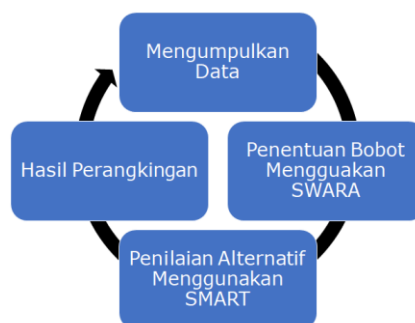 Mengumpulkan
Data
Penentuan Bobot
Mengguakan
SWARA
Penilaian Alternatif
Menggunakan
SMART
Hasil Perangkingan